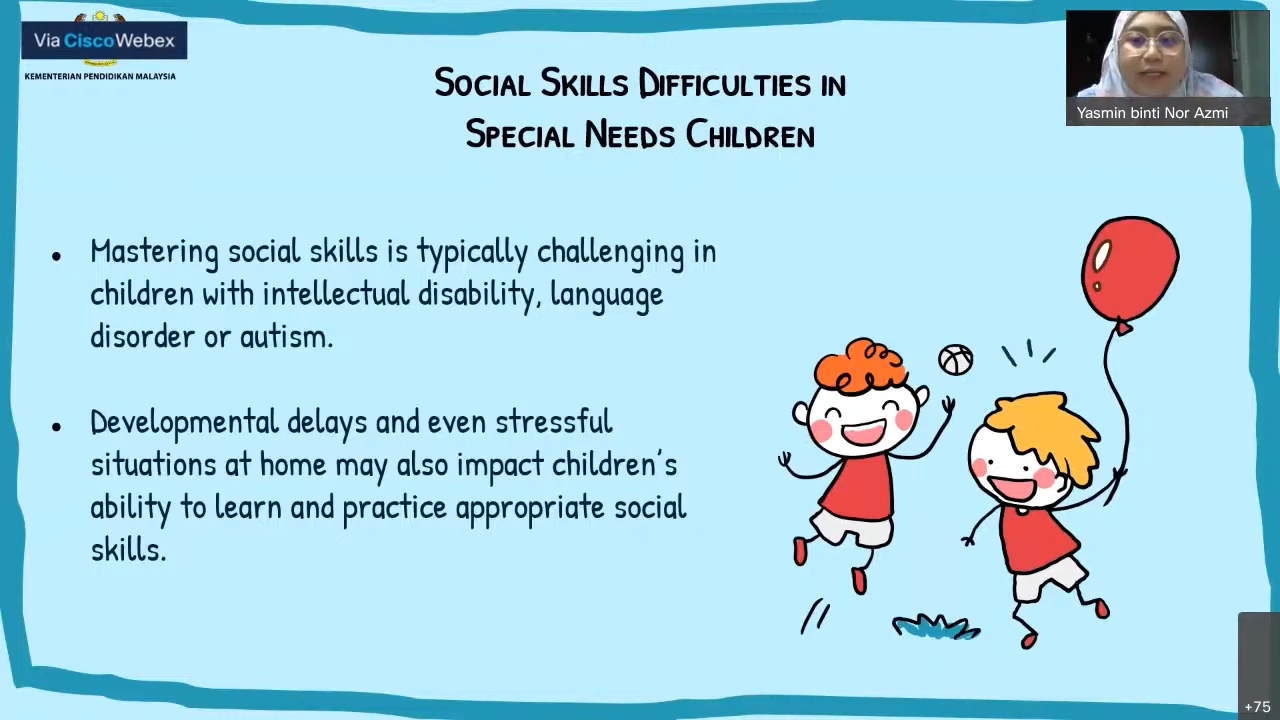 Via Cisco Webex
KEMENTERIAN PENDIDIKAN MALAYSIA
SOCIAL SKILLS DIFFICULTIES IN
SPECIAL NEEDS CHILDREN
Yasmin binti Nor Azmi
• Mastering social skills is typically challenging in
children with intellectual disability, language
disorder or autism.
• Developmental delays and even stressful
situations at home may also impact children's
ability to learn and practice appropriate social
skills.
+75